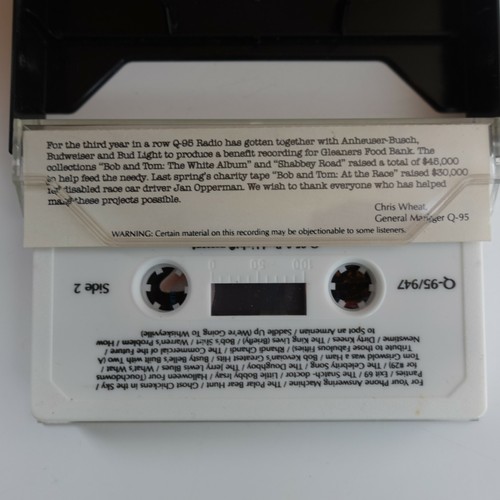 For the third year in a row Q-95 Radio has gotten together with Anheuser-Busch,
Budweiser and Bud Light to produce a benefit recording for Gleaners Food Bank. The
collections "Bob and Tom: The White Album" and "Shabbey Road" raised a total of $45,000
to help feed the needy. Last spring's charity tape "Bob and Tom: At the Race" raised $30,000
disabled race car driver Jan Opperman. We wish to thank everyone who has helped
these projects possible.
Chris Wheat,
General Manager Q-95
WARNING: Certain material on this recording may be objectionable to some listeners.
Q-95/947
Side 2
0 50 100
For Your Phone Answering Machine / The Polar Bear Hunt / Ghost Chickens in the Sky /
Panties / Exit 69 / The Snatch- doctor / Little Bobby Injay / Halloween Four Touchdowns
for #29) / The Celebrity Song / The Doughboy / The Jerry Lewis Blues / What's What /
Tom Griswold was a Ham / Bob Kevoian's Greatest Hits / Busty Belle's Built with Two (A
Tribute to those Fabulous Fifties) / Khandi Ghandi / The Commercial of the Future /
Newstime / Dirty Knees / The King Lives (Briefly) / Bob's Shirt / Warren's Problem / How
to Spot an Armenian / Saddle Up (We're Going to Whiskeyville)